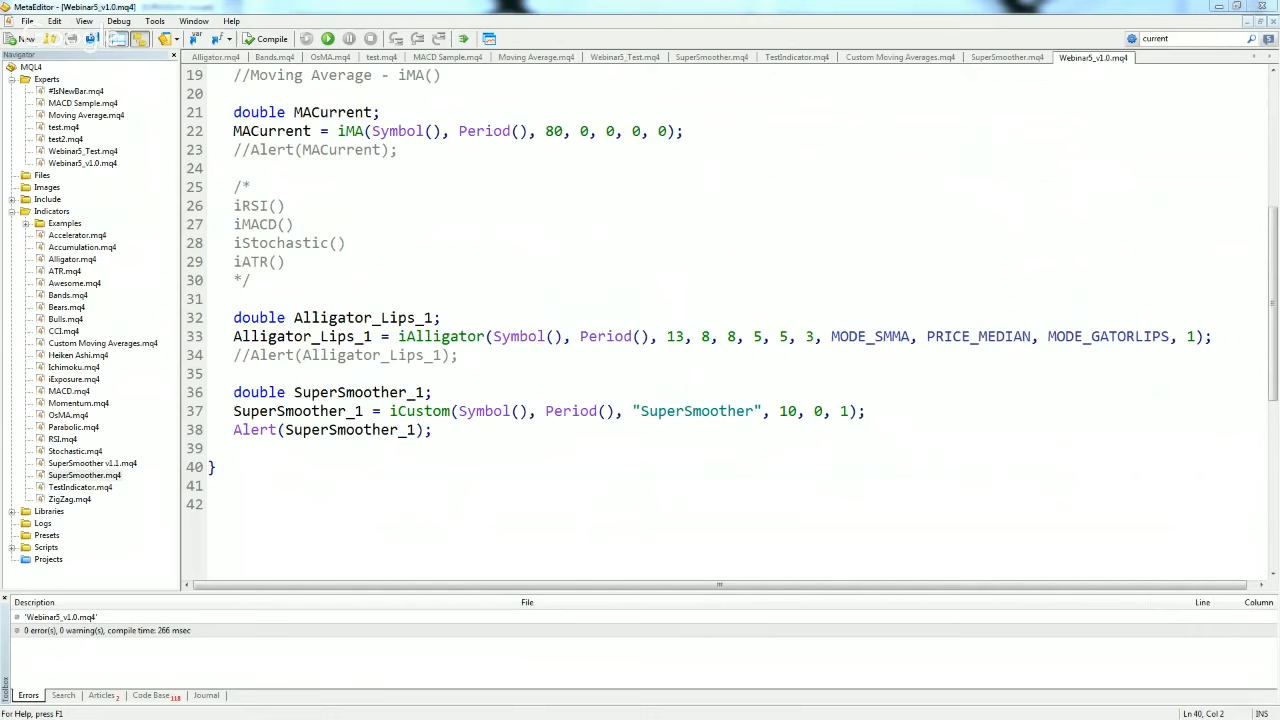 MetaEditor - [Webinar5_v1.0.mq4]
File Edit View Debug Tools Window Help
New Compile current
Navigator
Alligator.mq4 Bands.mq4 OsMA.mq4 test.mq4 MACD Sample.mq4 Moving Average.mq4 Webinar5_Test.mq4 SuperSmoother.mq4 TestIndicator.mq4 Custom Moving Averages.mq4 SuperSmoother.mq4 Webinar5_v1.0.mq4
MQL4
Experts
#IsNewBar.mq4
MACD Sample.mq4
Moving Average.mq4
test.mq4
test2.mq4
Webinar5_Test.mq4
Webinar5_v1.0.mq4
Files
Images
Include
Indicators
Examples
Accelerator.mq4
Accumulation.mq4
Alligator.mq4
ATR.mq4
Awesome.mq4
Bands.mq4
Bears.mq4
Bulls.mq4
CCI.mq4
Custom Moving Averages.mq4
Heiken Ashi.mq4
Ichimoku.mq4
iExposure.mq4
MACD.mq4
Momentum.mq4
OsMA.mq4
Parabolic.mq4
RSI.mq4
Stochastic.mq4
SuperSmoother v1.1.mq4
SuperSmoother.mq4
TestIndicator.mq4
ZigZag.mq4
Libraries
Logs
Presets
Scripts
Projects
19 //Moving Average - iMA()
20
21 double MACurrent;
22 MACurrent = iMA(Symbol(), Period(), 80, 0, 0, 0, 0);
23 //Alert(MACurrent);
24
25 /*
26 iRSI()
27 iMACD()
28 iStochastic()
29 iATR()
30 */
31
32 double Alligator_Lips_1;
33 Alligator_Lips_1 = iAlligator(Symbol(), Period(), 13, 8, 8, 5, 5, 3, MODE_SMMA, PRICE_MEDIAN, MODE_GATORLIPS, 1);
34 //Alert(Alligator_Lips_1);
35
36 double SuperSmoother_1;
37 SuperSmoother_1 = iCustom(Symbol(), Period(), "SuperSmoother", 10, 0, 1);
38 Alert(SuperSmoother_1);
39
40 }
41
42
Description File Line Column
'Webinar5_v1.0.mq4'
0 error(s), 0 warning(s), compile time: 266 msec
Toolbox
Errors Search Articles 2 Code Base 118 Journal
For Help, press F1 Ln 40, Col 2 INS